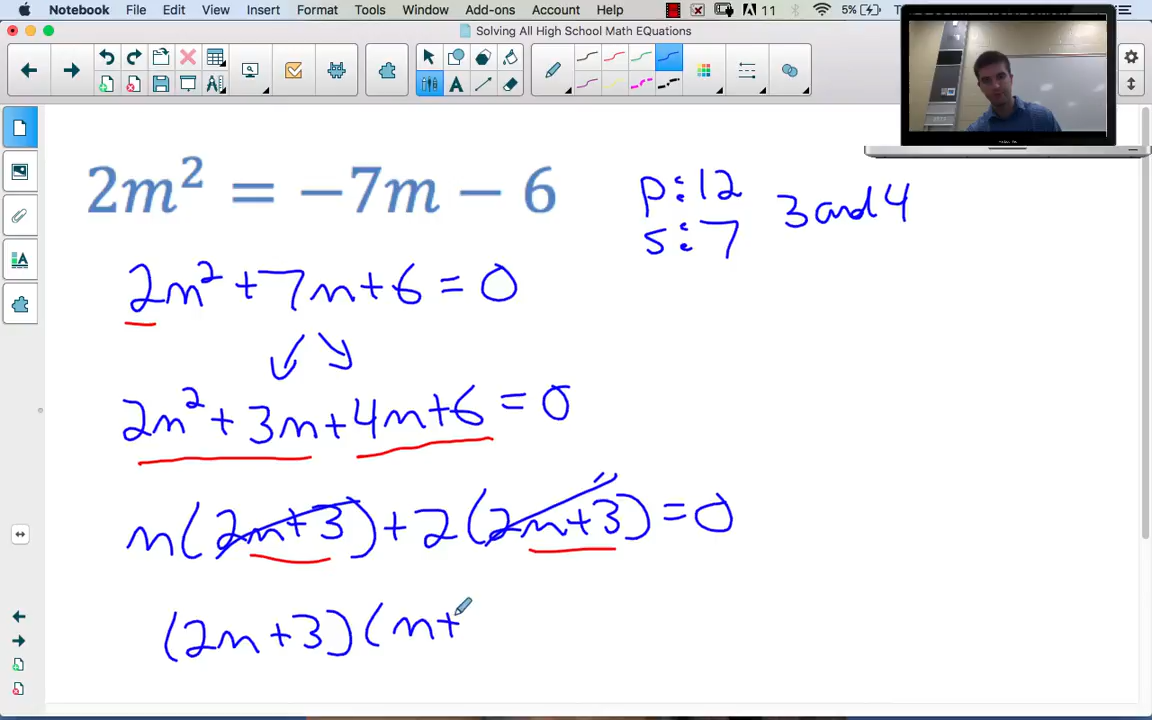 Notebook File Edit View Insert Format Tools Window Add-ons Account Help 11 5%
Solving All High School Math EQuations
2m² = −7m − 6
p: 12
s: 7
3 and 4
2m² + 7m + 6 = 0
2m² + 3m + 4m + 6 = 0
m(2m + 3) + 2(2m + 3) = 0
(2m + 3)(m +